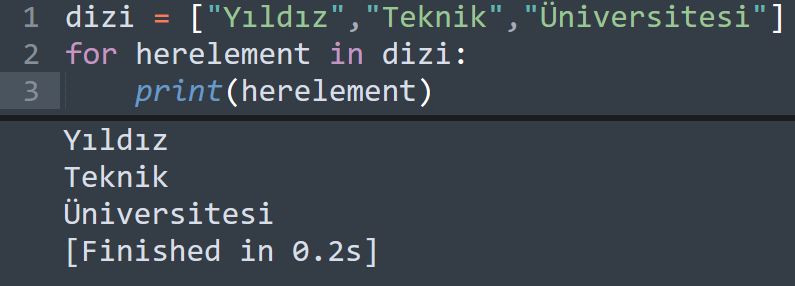 1 dizi = ["Yıldız","Teknik","Üniversitesi"]
2 for herelement in dizi:
3     print(herelement)
Yıldız
Teknik
Üniversitesi
[Finished in 0.2s]